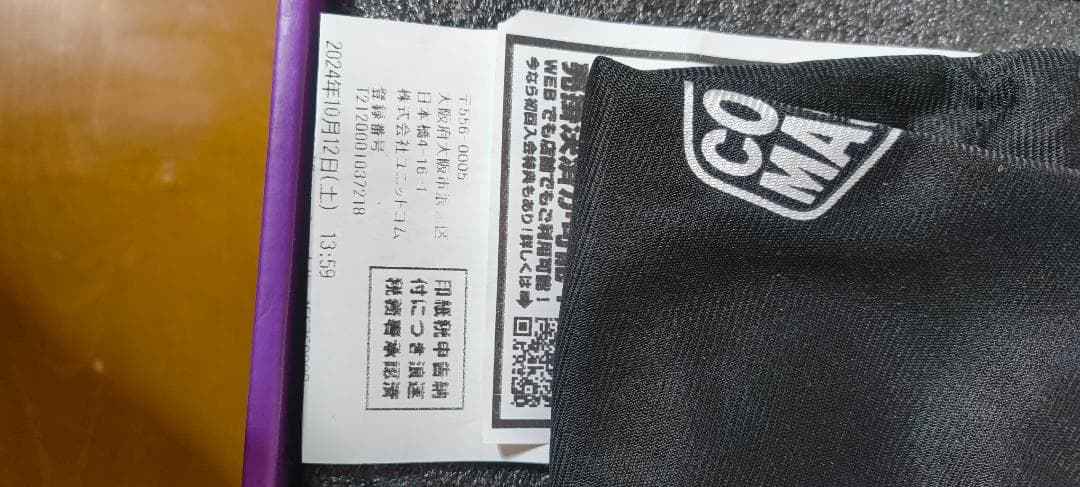 〒556-0005
大阪府大阪市浪 区
日本橋4-16-1
株式会社ユニットコム
登録番号
T2120001037218
2024年10月12日(土) 13:59
印紙税申告納
付につき浪速
税務署承認済
WEBでも店舗でもご利用可能!
今なら初回入会特典もあり!詳しくは➡
CO
MA